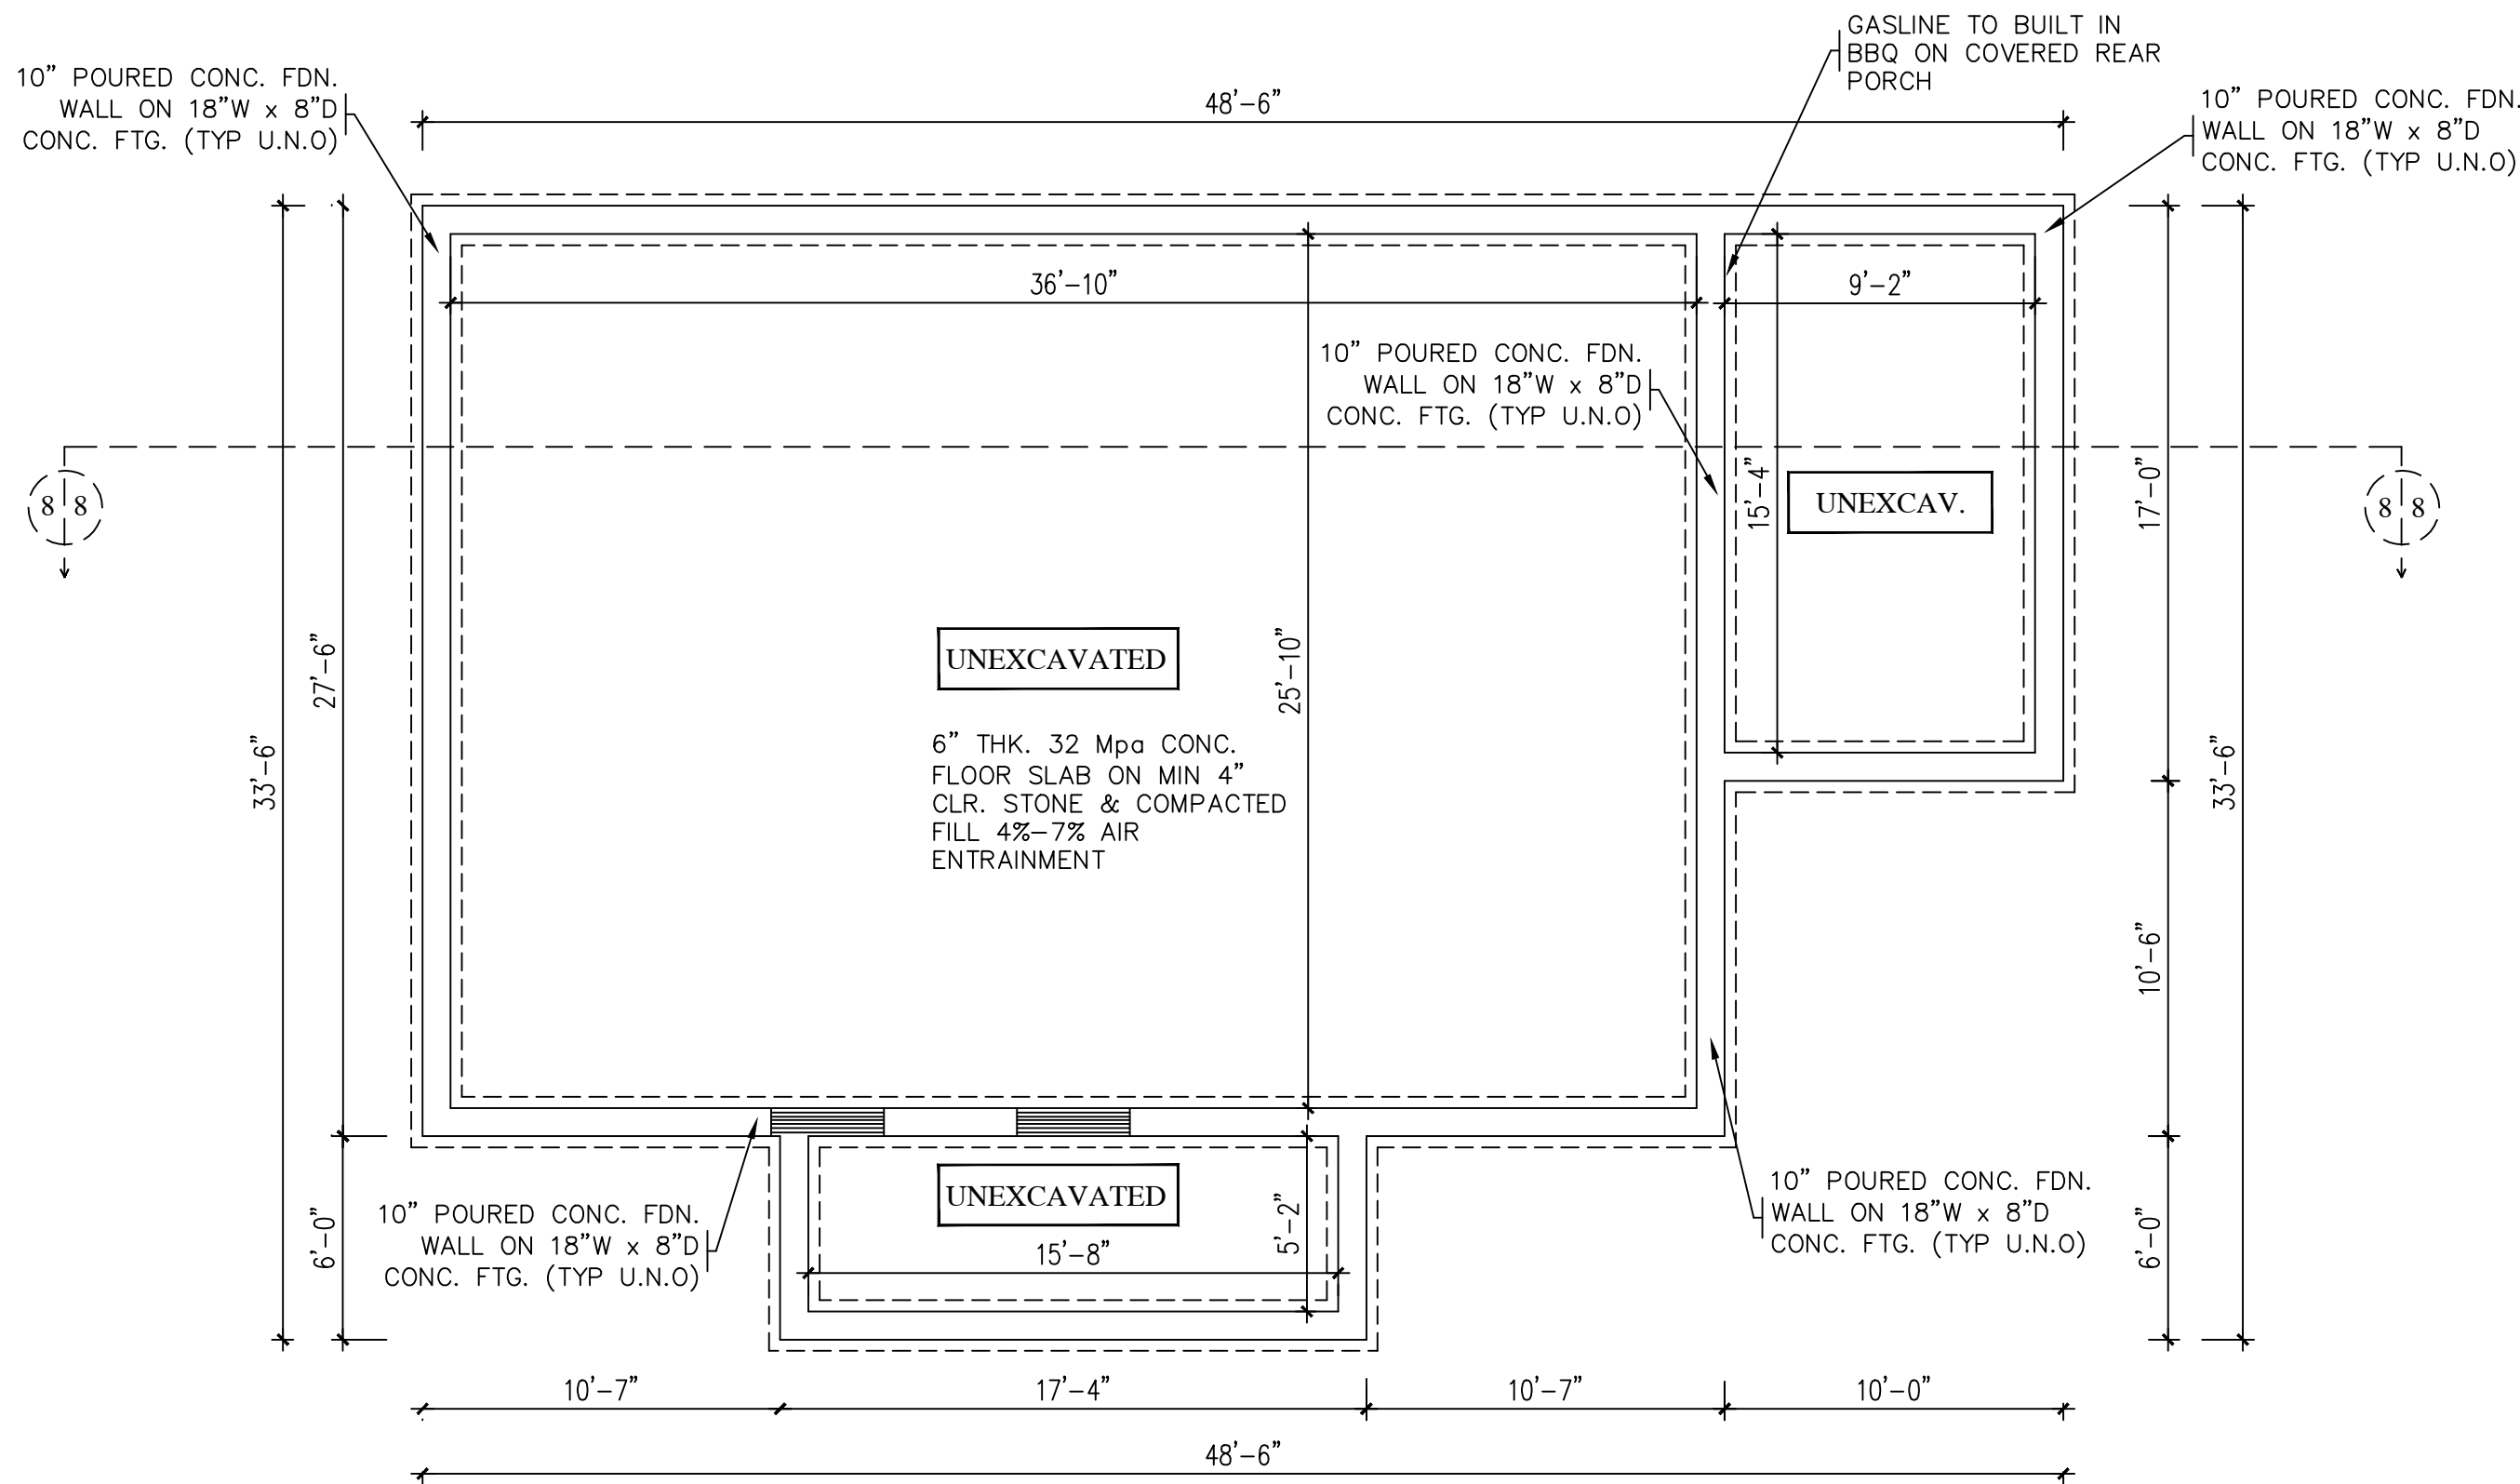 GASLINE TO BUILT IN
BBQ ON COVERED REAR
PORCH
10” POURED CONC. FDN.
WALL ON 18”W x 8”D
CONC. FTG. (TYP U.N.O)
48’-6”
10” POURED CONC. FDN.
WALL ON 18”W x 8”D
CONC. FTG. (TYP U.N.O)
36’-10”
9’-2”
10” POURED CONC. FDN.
WALL ON 18”W x 8”D
CONC. FTG. (TYP U.N.O)
8 8
15’-4”
UNEXCAV.
17’-0”
8 8
27’-6”
UNEXCAVATED
25’-10”
33’-6”
6” THK. 32 Mpa CONC.
FLOOR SLAB ON MIN 4”
CLR. STONE & COMPACTED
FILL 4%-7% AIR
ENTRAINMENT
33’-6”
10’-6”
UNEXCAVATED
10” POURED CONC. FDN.
WALL ON 18”W x 8”D
CONC. FTG. (TYP U.N.O)
6’-0”
10” POURED CONC. FDN.
WALL ON 18”W x 8”D
CONC. FTG. (TYP U.N.O)
15’-8”
5’-2”
6’-0”
10’-7”
17’-4”
10’-7”
10’-0”
48’-6”